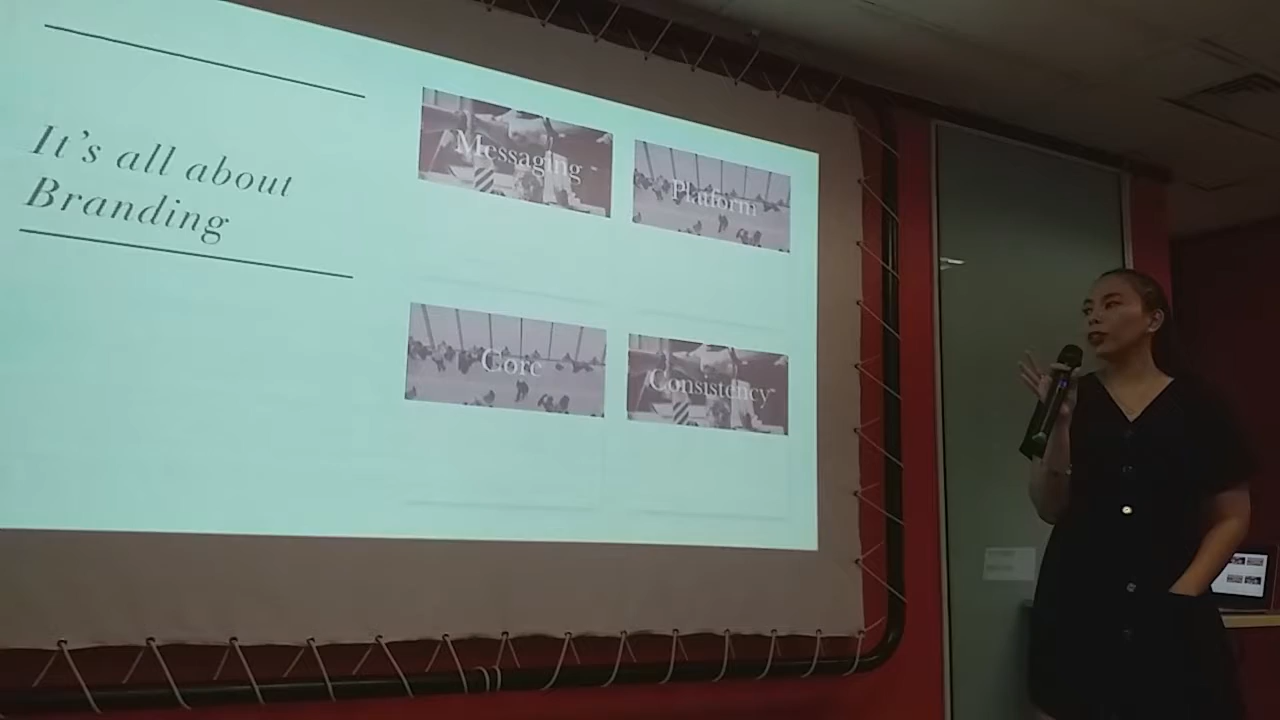 It's all about
Branding
Messaging
Platform
Core
Consistency